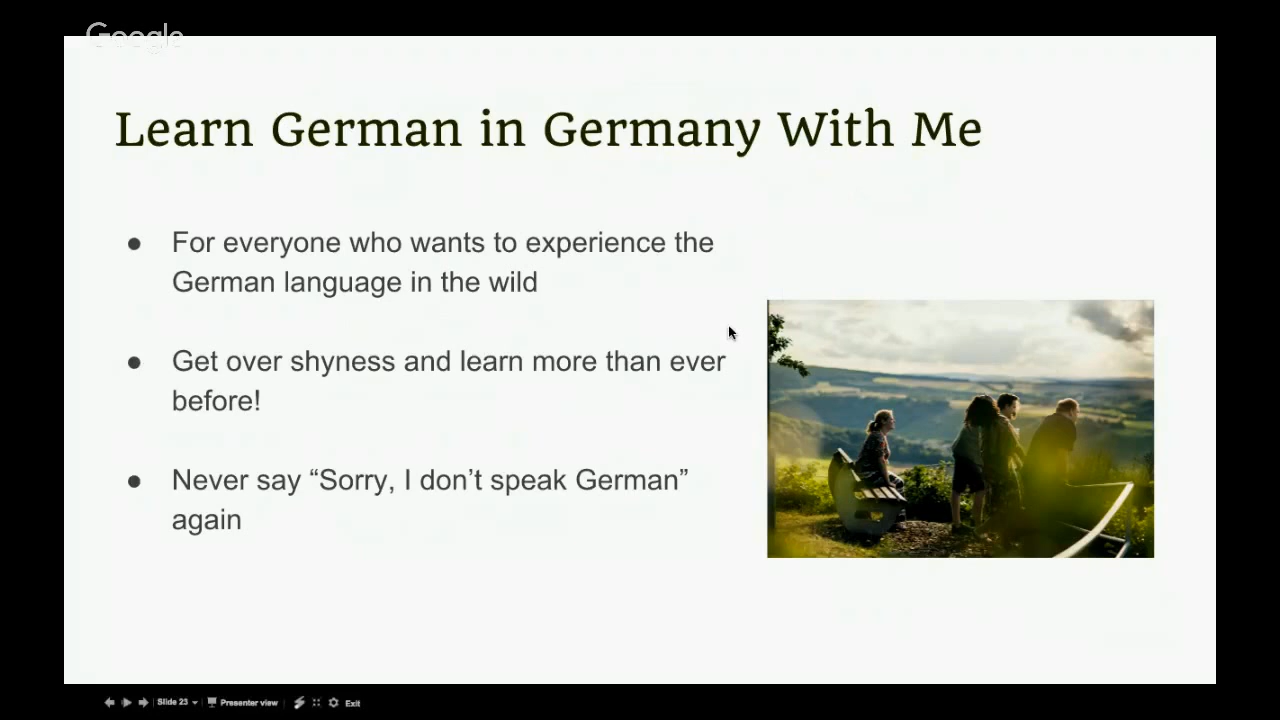 Google
Learn German in Germany With Me
● For everyone who wants to experience the
German language in the wild
● Get over shyness and learn more than ever
before!
● Never say “Sorry, I don’t speak German”
again
Slide 23
Presenter view
Exit